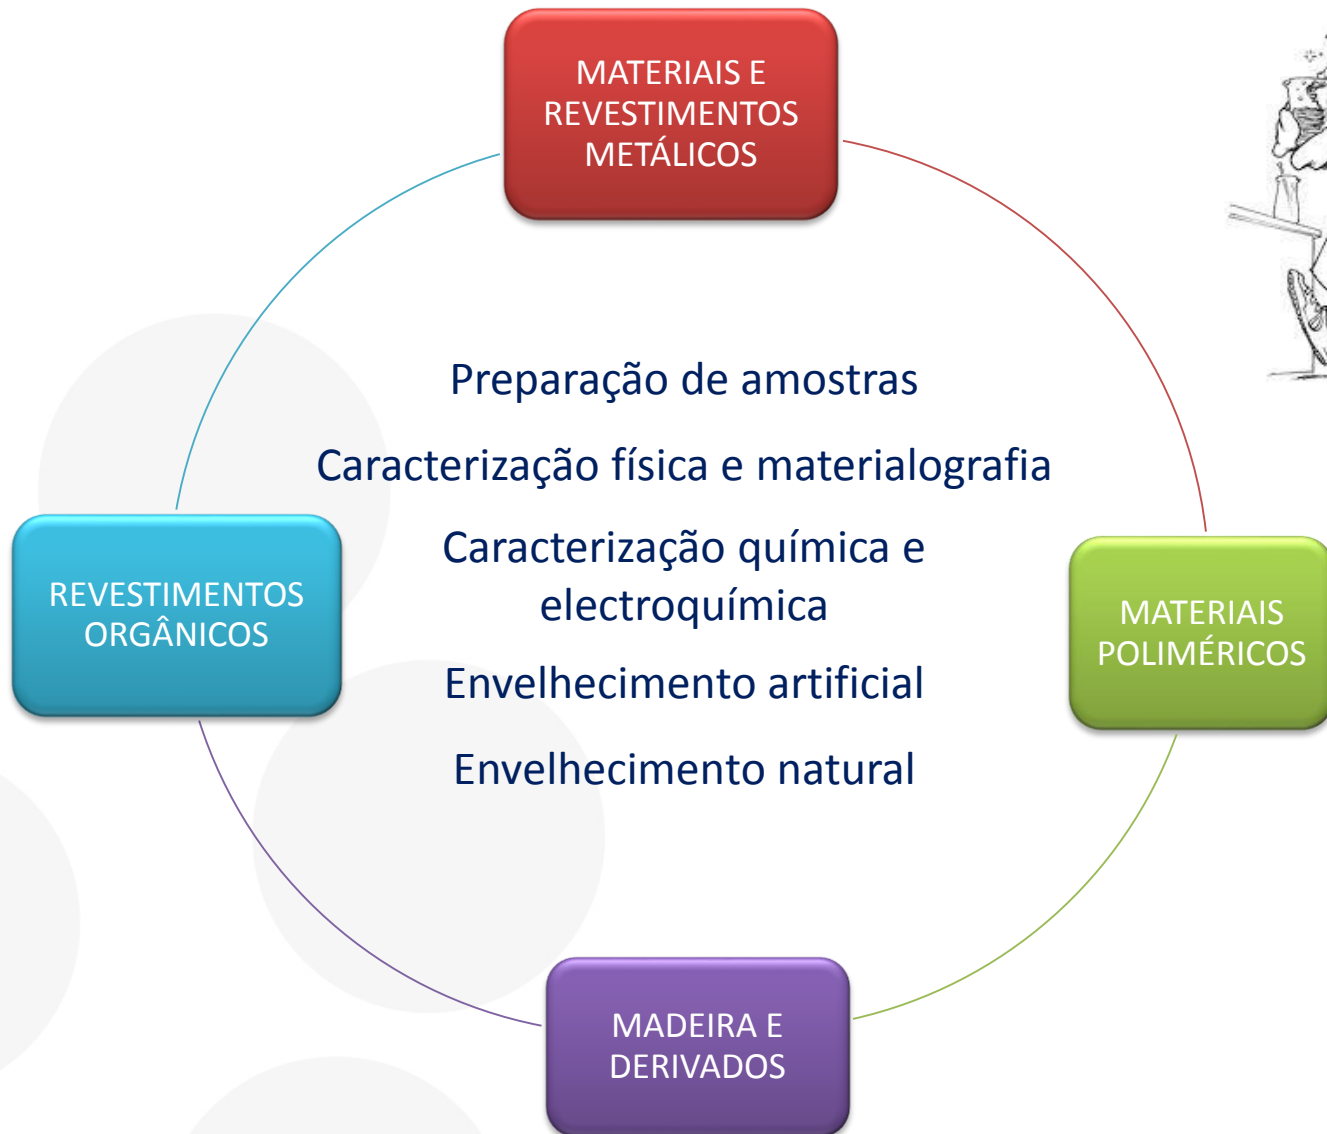 MATERIAIS E
REVESTIMENTOS
METÁLICOS
Preparação de amostras
Caracterização física e materialografia
Caracterização química e
electroquímica
Envelhecimento artificial
Envelhecimento natural
REVESTIMENTOS
ORGÂNICOS
MATERIAIS
POLIMÉRICOS
MADEIRA E
DERIVADOS